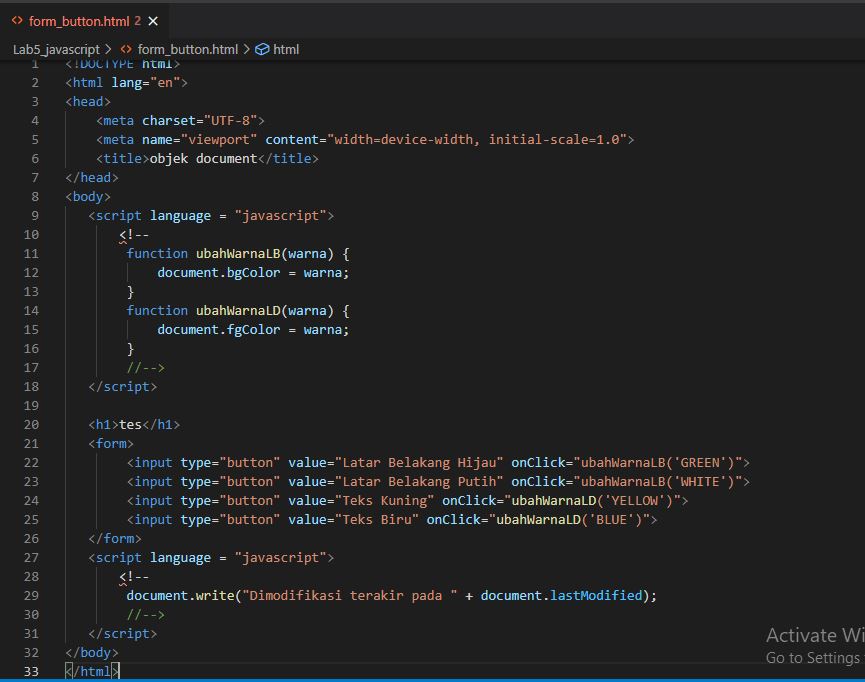 form_button.html 2 ×
Lab5_javascript > <> form_button.html > html
1 <!DOCTYPE html>
2 <html lang="en">
3 <head>
4 <meta charset="UTF-8">
5 <meta name="viewport" content="width=device-width, initial-scale=1.0">
6 <title>objek document</title>
7 </head>
8 <body>
9 <script language = "javascript">
10 <!--
11 function ubahWarnaLB(warna) {
12 document.bgColor = warna;
13 }
14 function ubahWarnaLD(warna) {
15 document.fgColor = warna;
16 }
17 //-->
18 </script>
19
20 <h1>tes</h1>
21 <form>
22 <input type="button" value="Latar Belakang Hijau" onClick="ubahWarnaLB('GREEN')">
23 <input type="button" value="Latar Belakang Putih" onClick="ubahWarnaLB('WHITE')">
24 <input type="button" value="Teks Kuning" onClick="ubahWarnaLD('YELLOW')">
25 <input type="button" value="Teks Biru" onClick="ubahWarnaLD('BLUE')">
26 </form>
27 <script language = "javascript">
28 <!--
29 document.write("Dimodifikasi terakir pada " + document.lastModified);
30 //-->
31 </script>
32 </body>
33 </html>
Activate Wi
Go to Settings